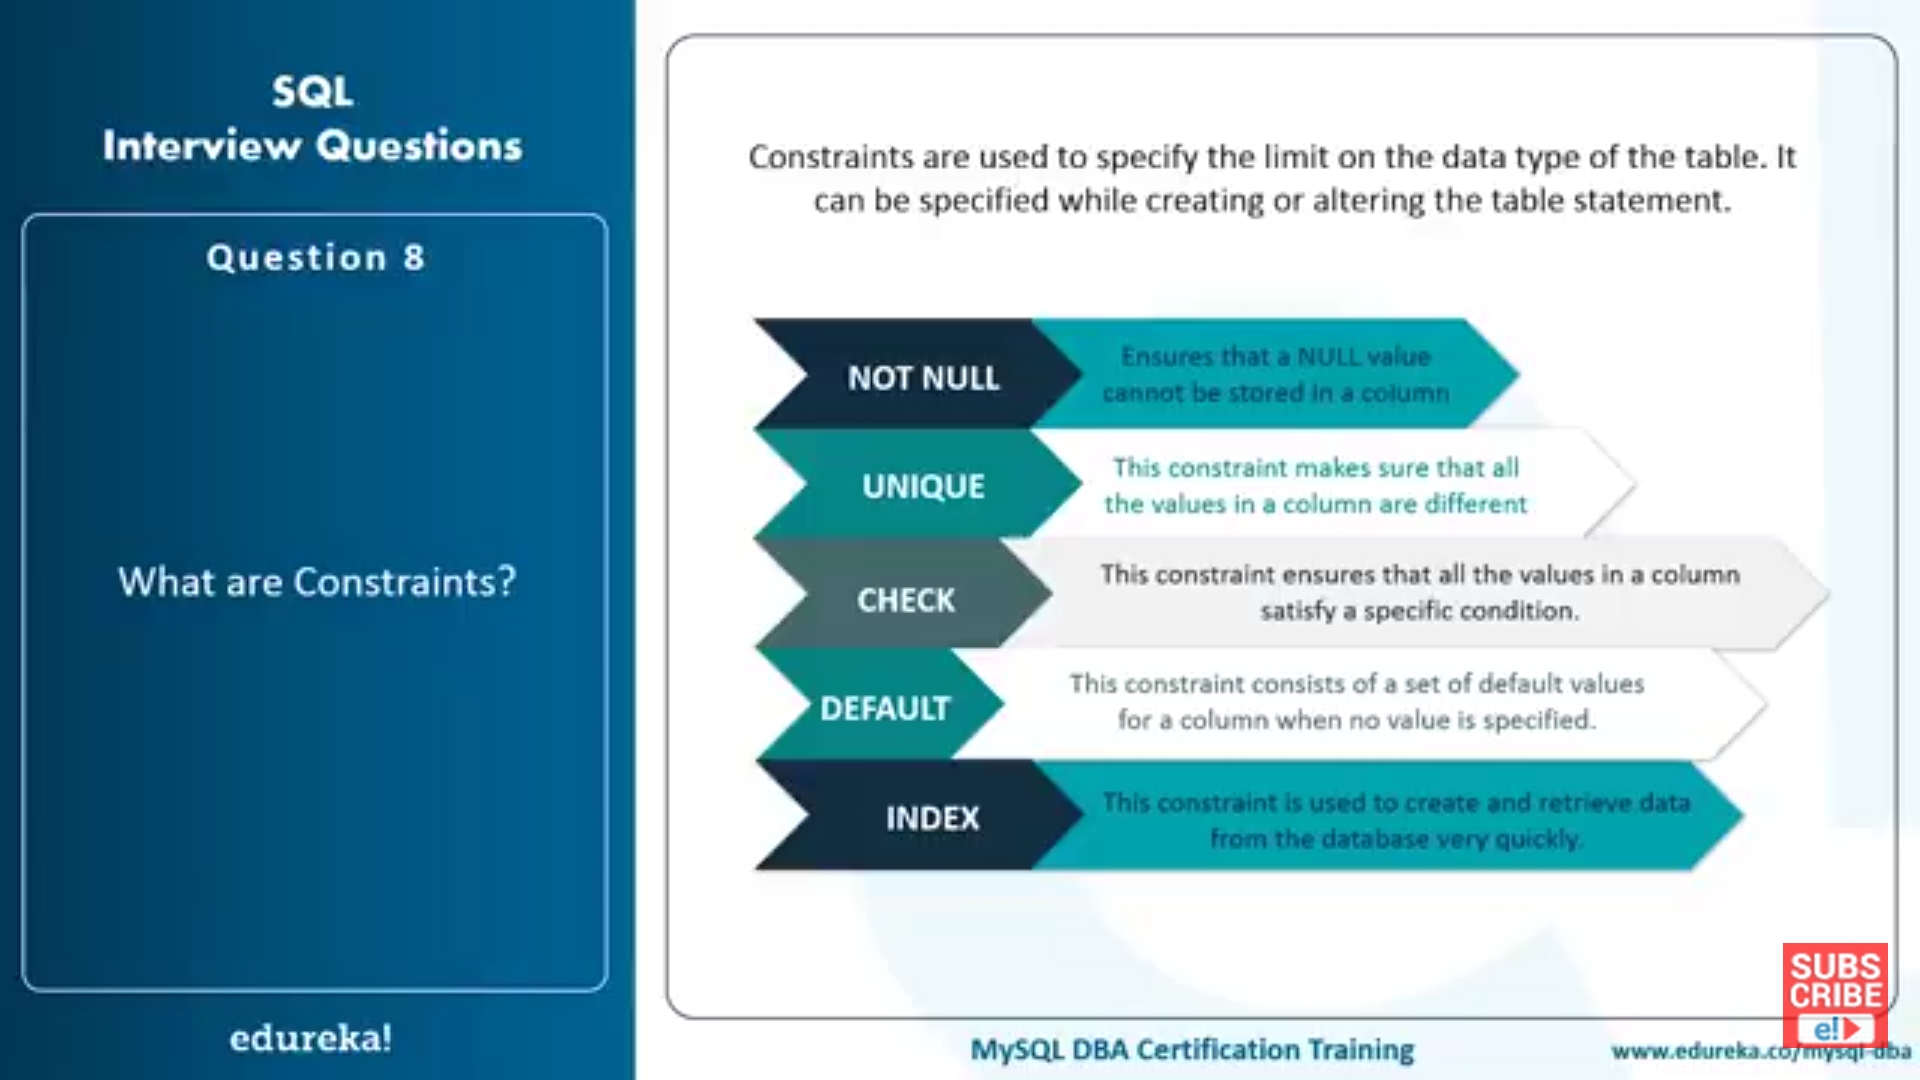 SQL
Interview Questions
Question 8
What are Constraints?
edureka!
Constraints are used to specify the limit on the data type of the table. It
can be specified while creating or altering the table statement.
NOT NULL
Ensures that a NULL value
cannot be stored in a column
UNIQUE
This constraint makes sure that all
the values in a column are different
CHECK
This constraint ensures that all the values in a column
satisfy a specific condition.
DEFAULT
This constraint consists of a set of default values
for a column when no value is specified.
INDEX
This constraint is used to create and retrieve data
from the database very quickly.
SUBS
CRIBE
e!
MySQL DBA Certification Training
www.edureka.co/mysql-dba